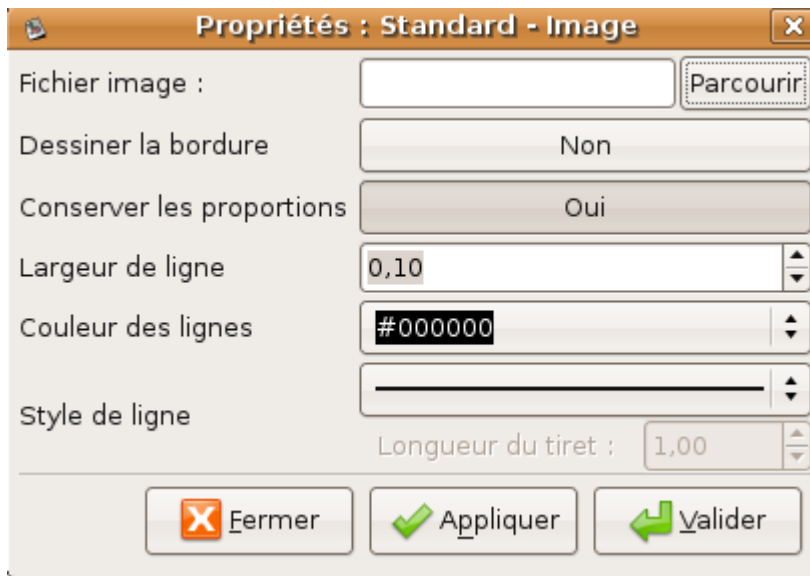 Propriétés : Standard - Image
Fichier image :
Parcourir
Dessiner la bordure
Non
Conserver les proportions
Oui
Largeur de ligne
0,10
Couleur des lignes
#000000
Style de ligne
Longueur du tiret :
1,00
Fermer
Appliquer
Valider